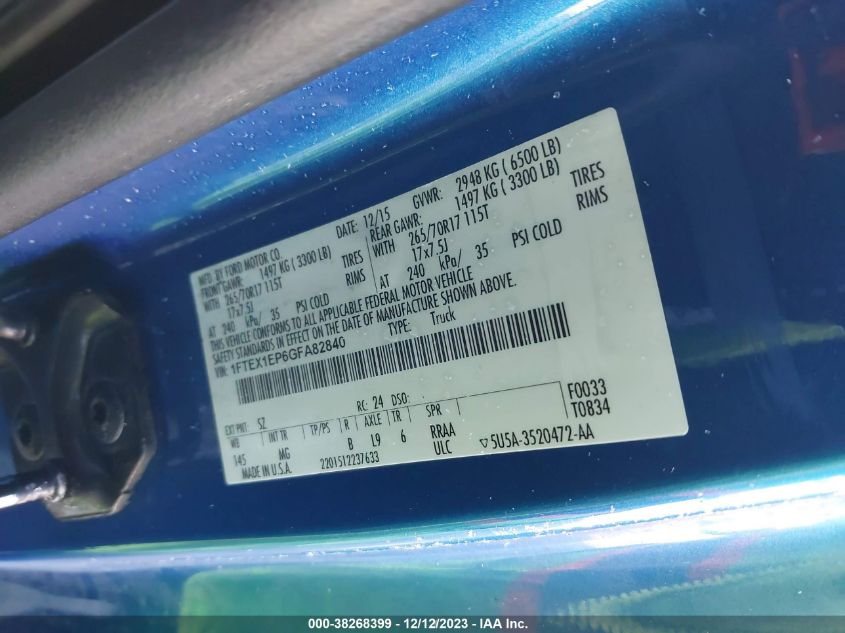 MFD. BY FORD MOTOR CO.
DATE: 12/15 GVWR: 2948 KG ( 6500 LB)
FRONT GAWR: 1497 KG ( 3300 LB) REAR GAWR: 1497 KG ( 3300 LB)
WITH 265/70R17 115T TIRES WITH 265/70R17 115T TIRES
17x7.5J RIMS 17x7.5J RIMS
AT 240 kPa/ 35 PSI COLD AT 240 kPa/ 35 PSI COLD
THIS VEHICLE CONFORMS TO ALL APPLICABLE FEDERAL MOTOR VEHICLE
SAFETY STANDARDS IN EFFECT ON THE DATE OF MANUFACTURE SHOWN ABOVE.
VIN: 1FTEX1EP6GFA82840 TYPE: Truck
F0033
T0834
EXT PNT: SZ RC: 24 DSO:
WB INT TR TP/PS R AXLE TR SPR
145 MG B L9 6 RRAA
MADE IN U.S.A. 2201512237633 ULC ▽5U5A-3520472-AA
000-38268399 - 12/12/2023 - IAA Inc.